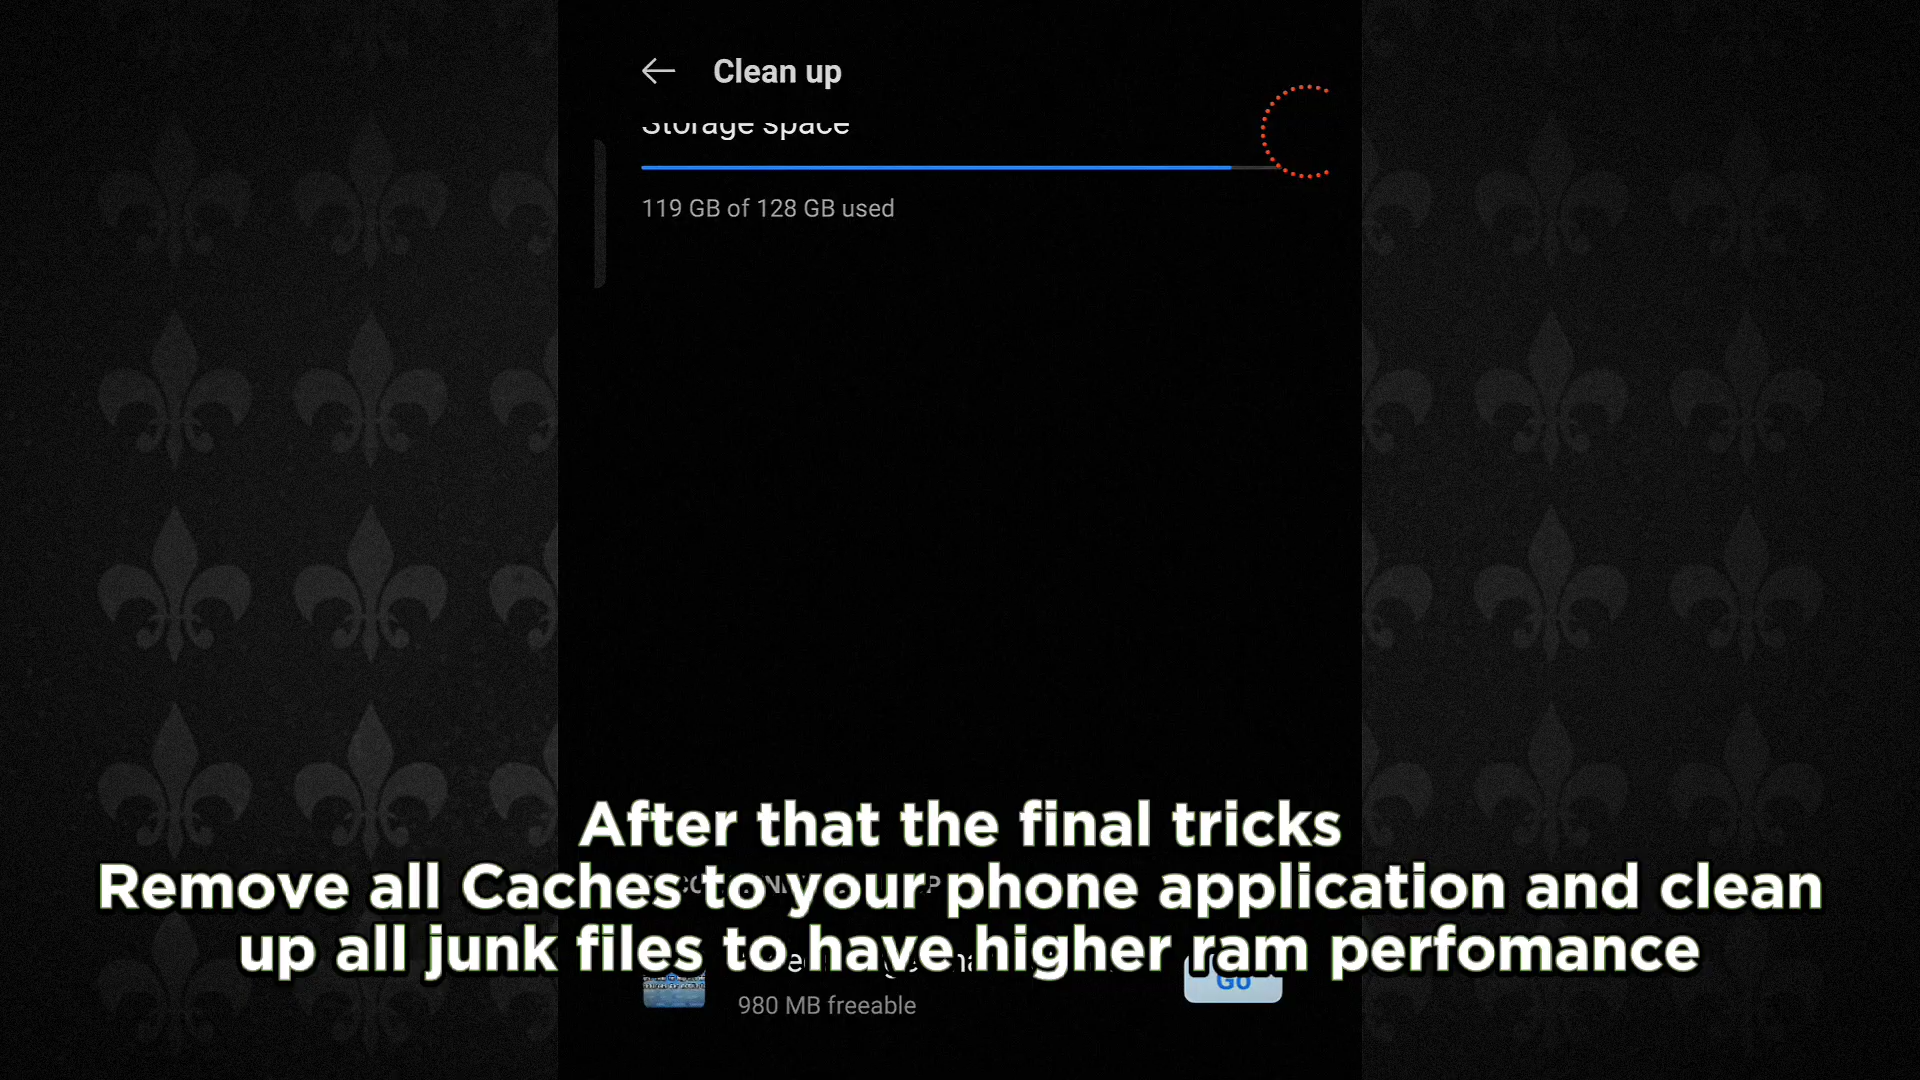 Clean up
Storage space
119 GB of 128 GB used
After that the final tricks
Remove all Caches to your phone application and clean
up all junk files to have higher ram perfomance
Go
980 MB freeable